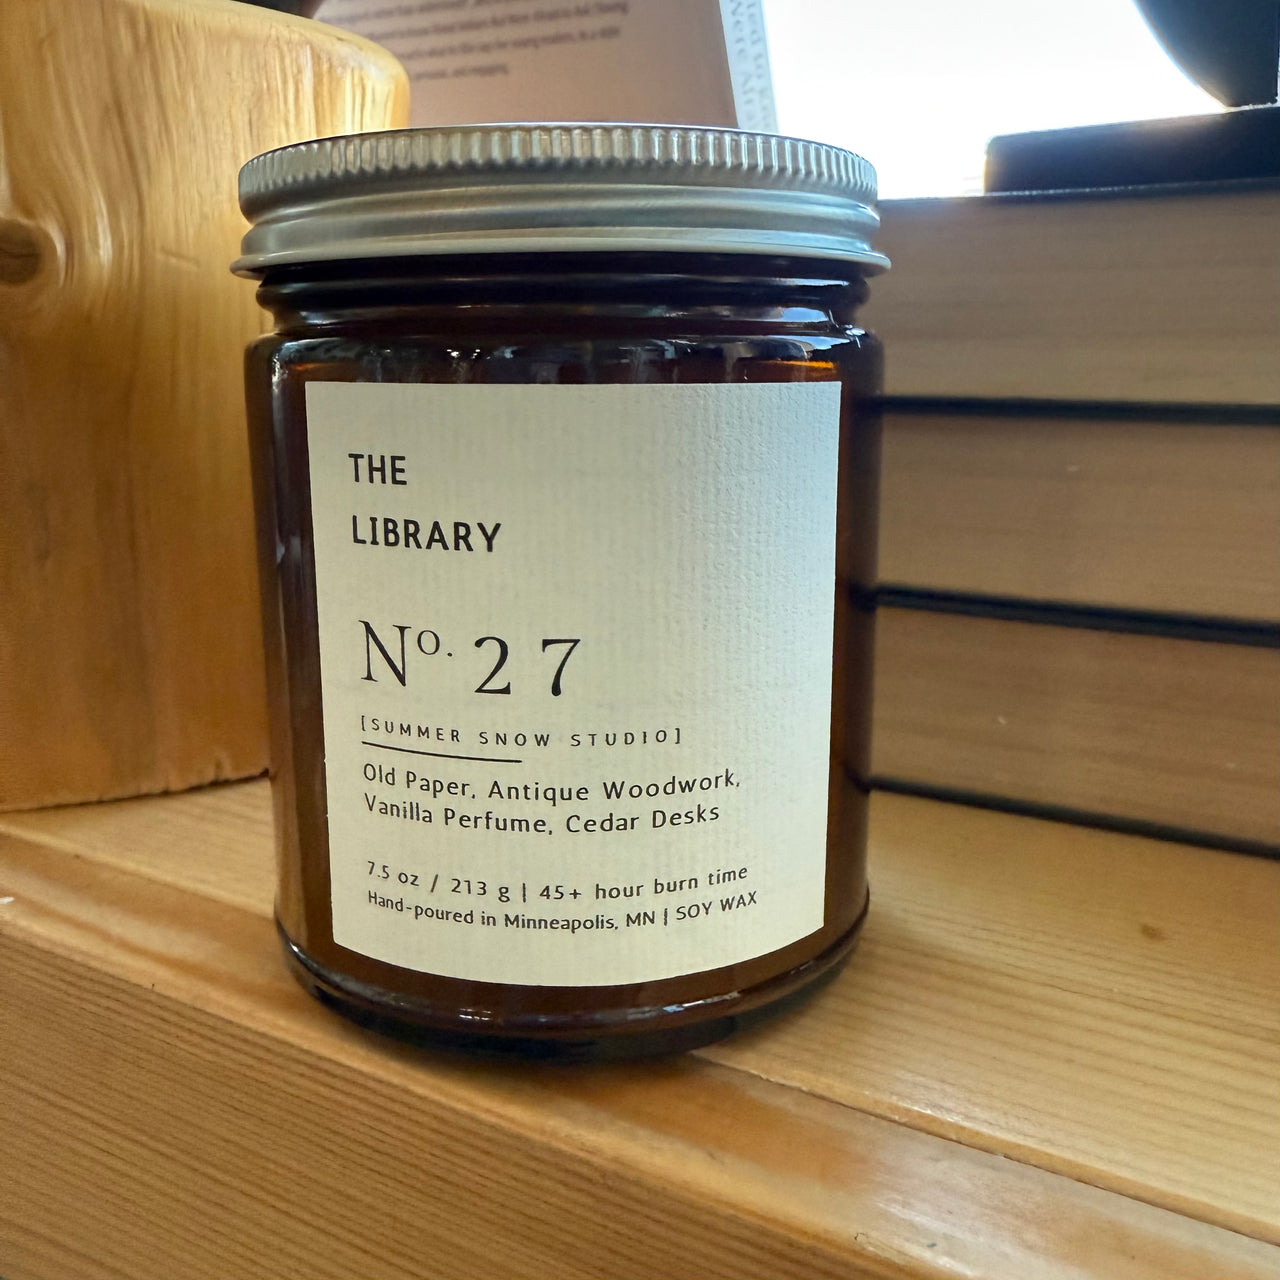 THE
LIBRARY
No. 27
[SUMMER SNOW STUDIO]
Old Paper, Antique Woodwork,
Vanilla Perfume, Cedar Desks
7.5 oz / 213 g | 45+ hour burn time
Hand-poured in Minneapolis, MN | SOY WAX